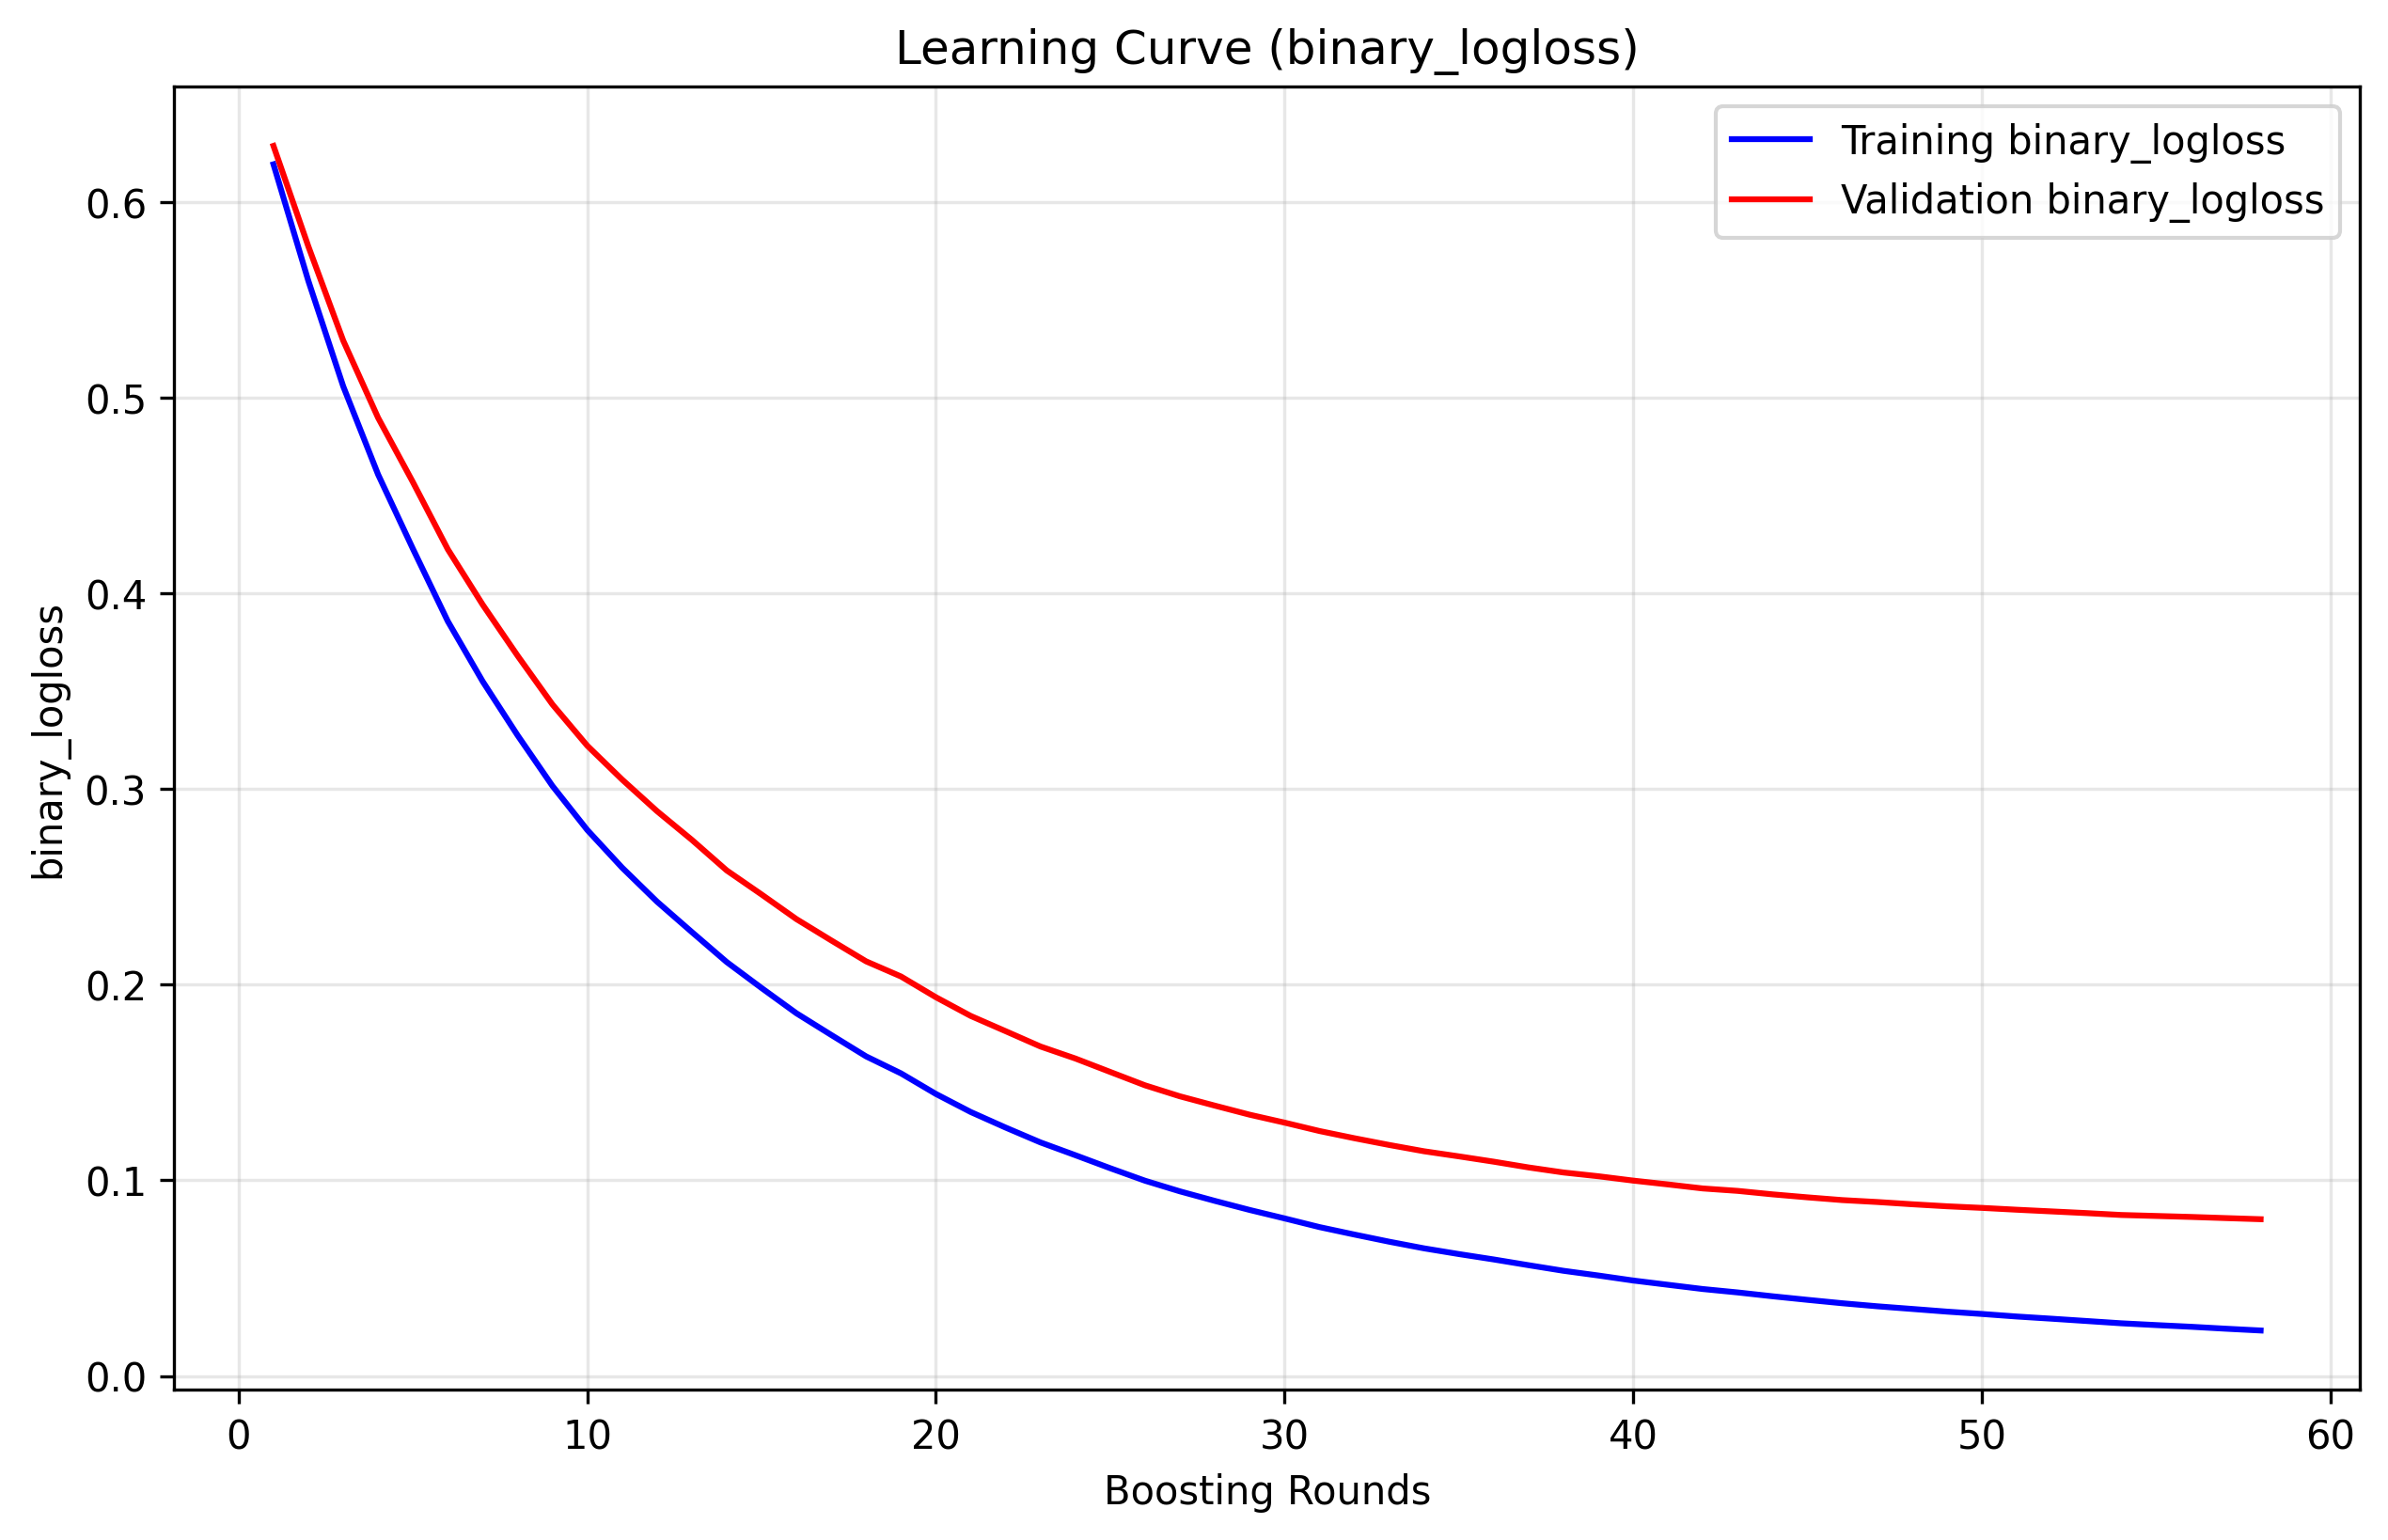 Learning Curve (binary_logloss)
Training binary_logloss
Validation binary_logloss
binary_logloss
0.6
0.5
0.4
0.3
0.2
0.1
0.0
0 10 20 30 40 50 60
Boosting Rounds